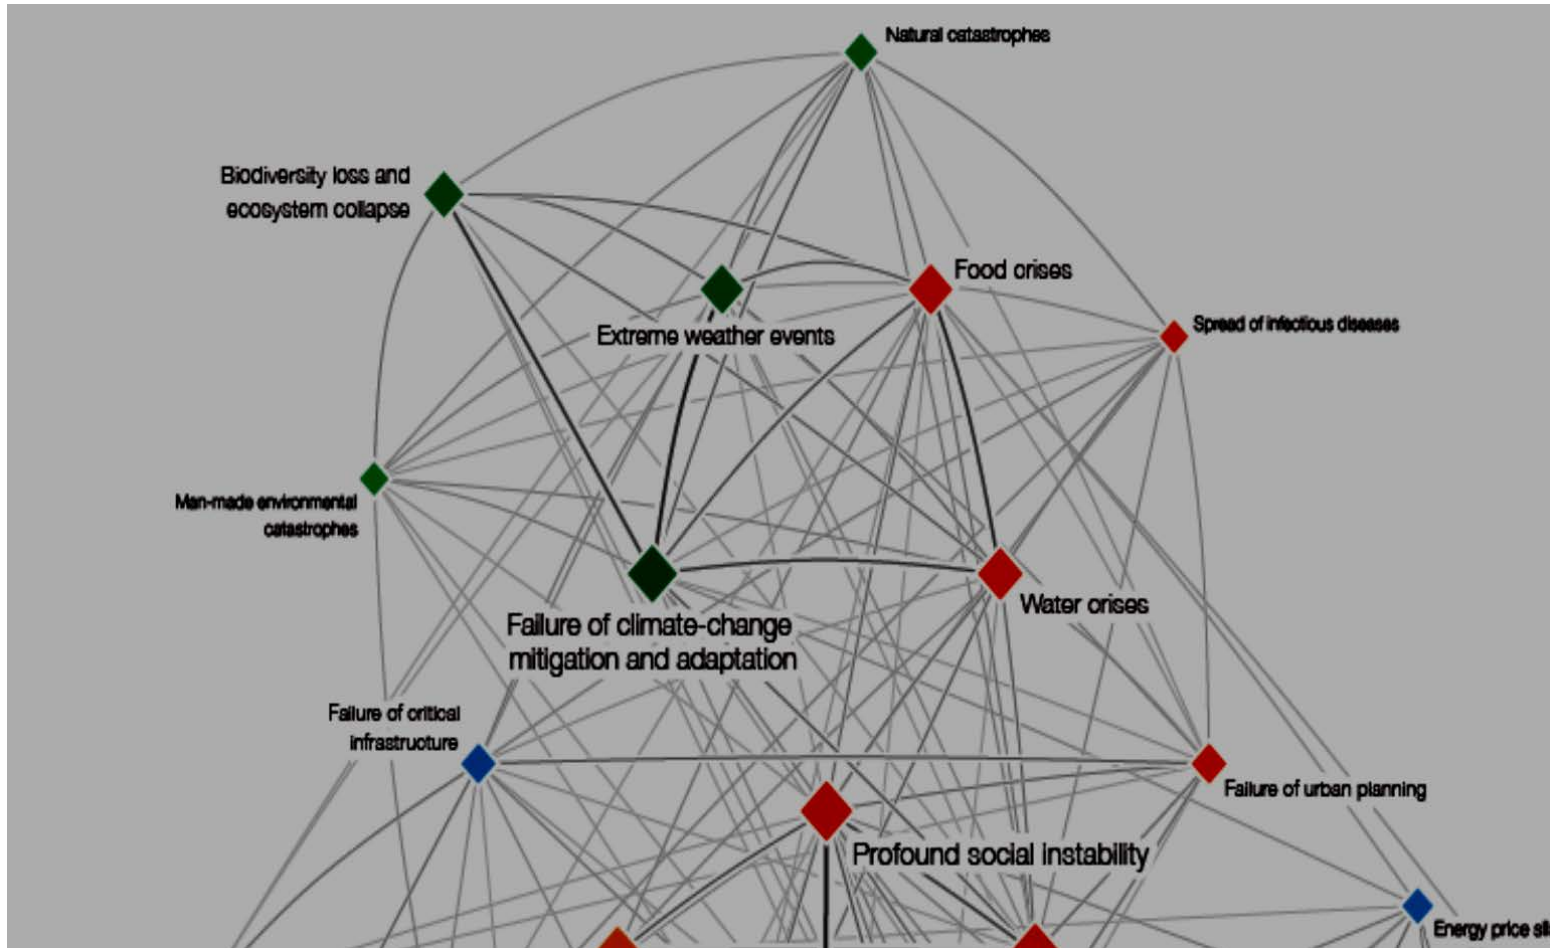 Natural catastrophes
Biodiversity loss and
ecosystem collapse
Food crises
Spread of infectious diseases
Extreme weather events
Man-made environmental
catastrophes
Water crises
Failure of climate-change
mitigation and adaptation
Failure of critical
infrastructure
Failure of urban planning
Profound social instability
Energy price